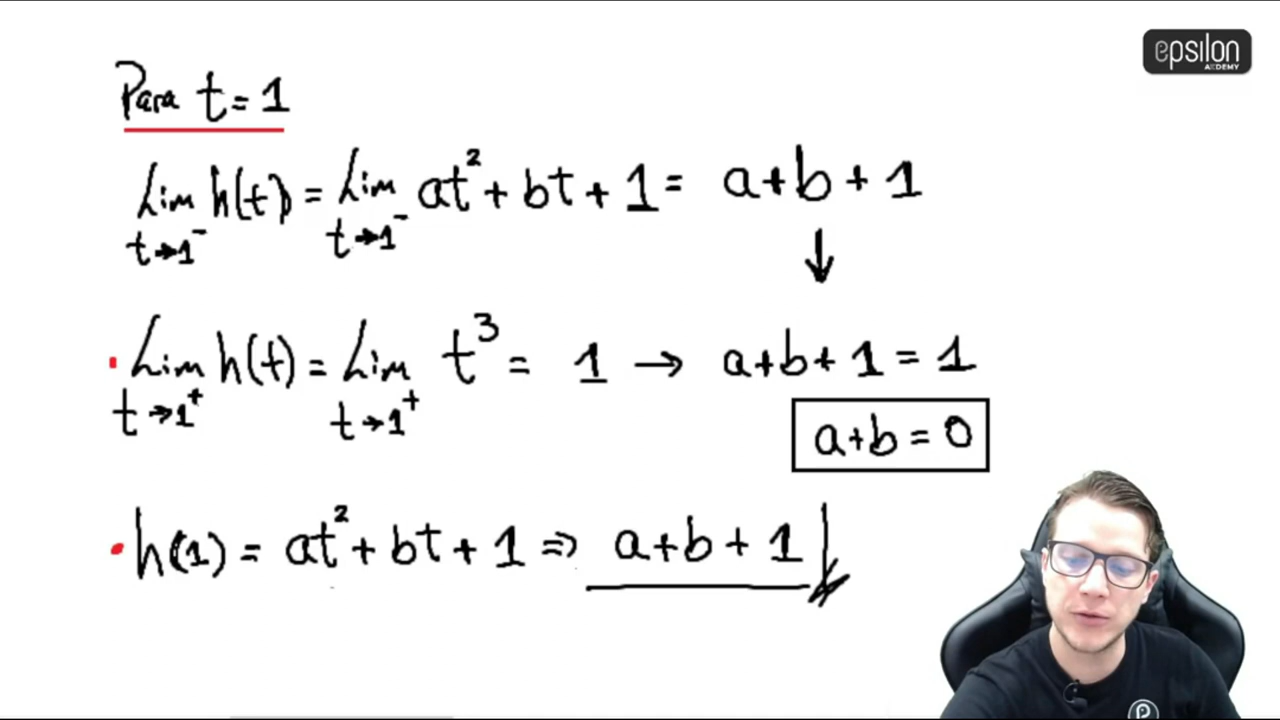 epsilon
AKDEMY
Para t = 1
Lim h(t) = Lim at² + bt + 1 = a + b + 1
t→1⁻ t→1⁻
↓
• Lim h(t) = Lim t³ = 1 → a + b + 1 = 1
t→1⁺ t→1⁺
a + b = 0
• h(1) = at² + bt + 1 ⇒ a + b + 1